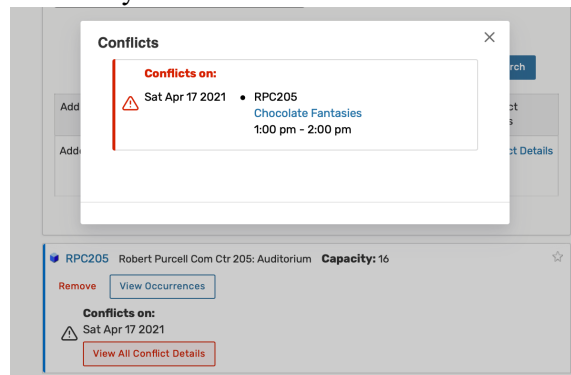 Conflicts
Conflicts on:
Sat Apr 17 2021 • RPC205
Chocolate Fantasies
1:00 pm - 2:00 pm
rch
Add
Adde
ct Details
RPC205 Robert Purcell Com Ctr 205: Auditorium Capacity: 16
Remove View Occurrences
Conflicts on:
Sat Apr 17 2021
View All Conflict Details